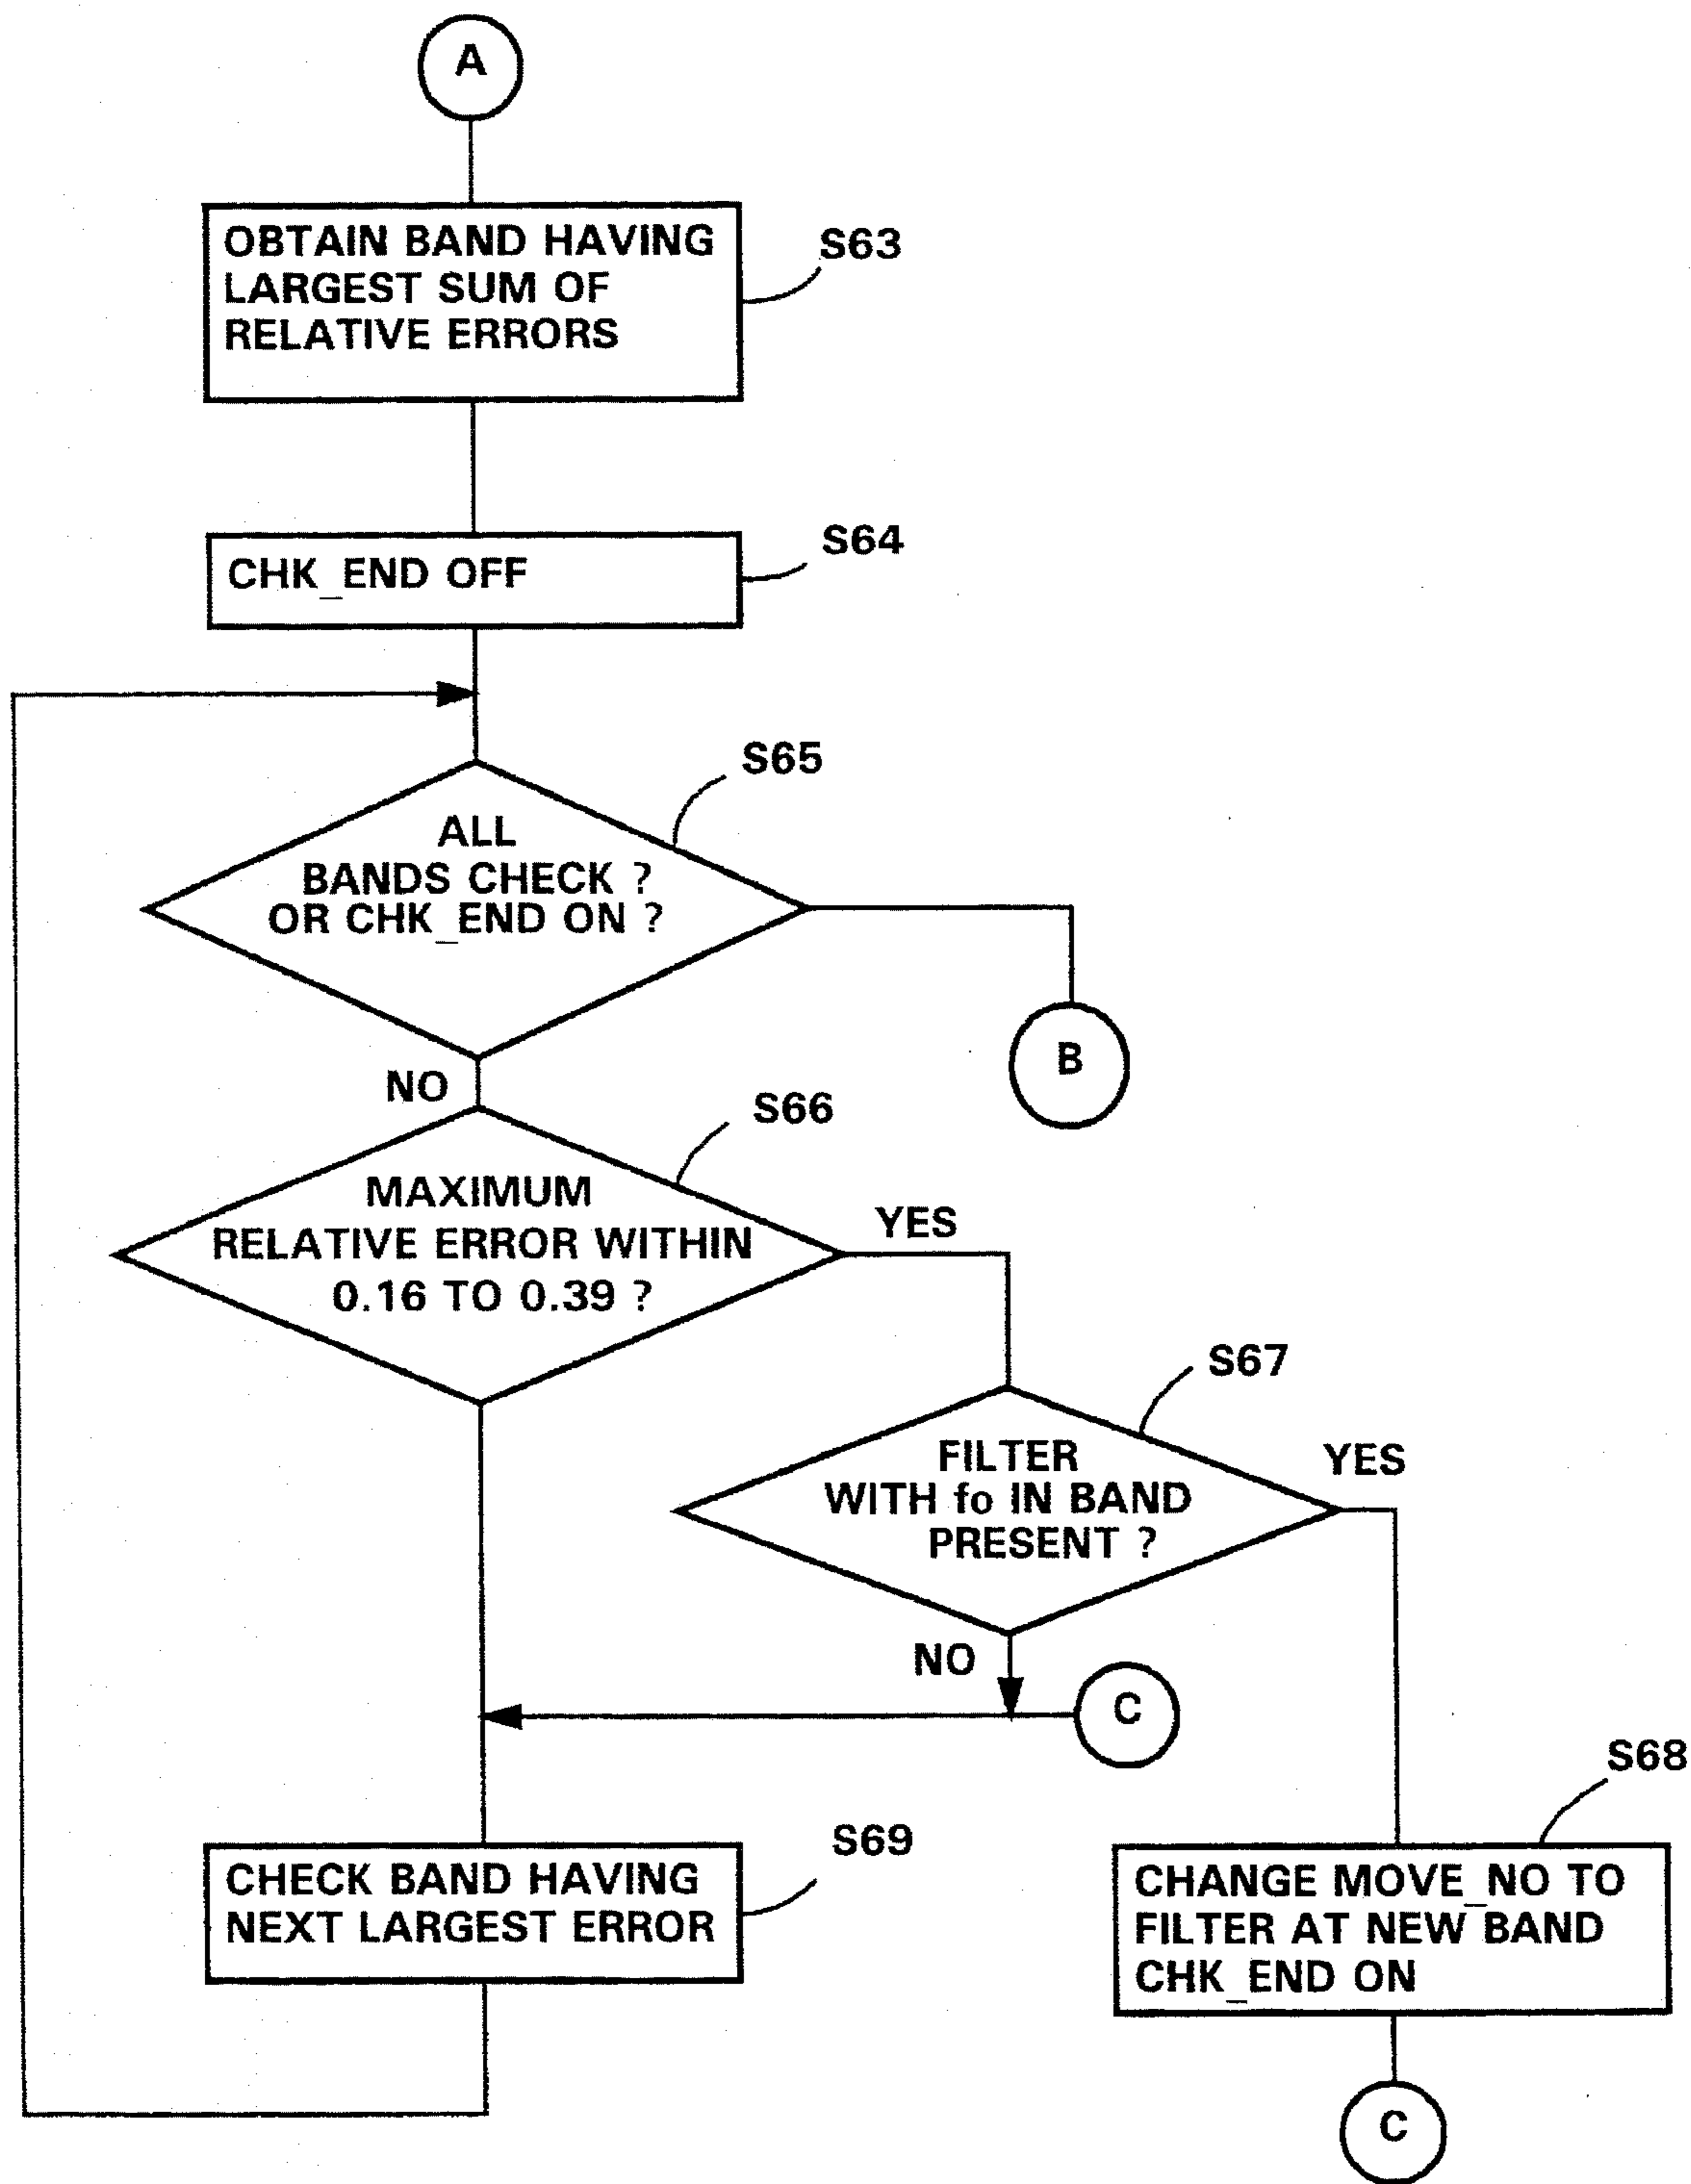 A
OBTAIN BAND HAVING
LARGEST SUM OF
RELATIVE ERRORS
S63
CHK_END OFF
S64
S65
ALL
BANDS CHECK ?
OR CHK_END ON ?
B
NO
S66
MAXIMUM
RELATIVE ERROR WITHIN
0.16 TO 0.39 ?
YES
S67
FILTER
WITH fo IN BAND
PRESENT ?
YES
NO
C
S68
S69
CHECK BAND HAVING
NEXT LARGEST ERROR
CHANGE MOVE_NO TO
FILTER AT NEW BAND
CHK_END ON
C